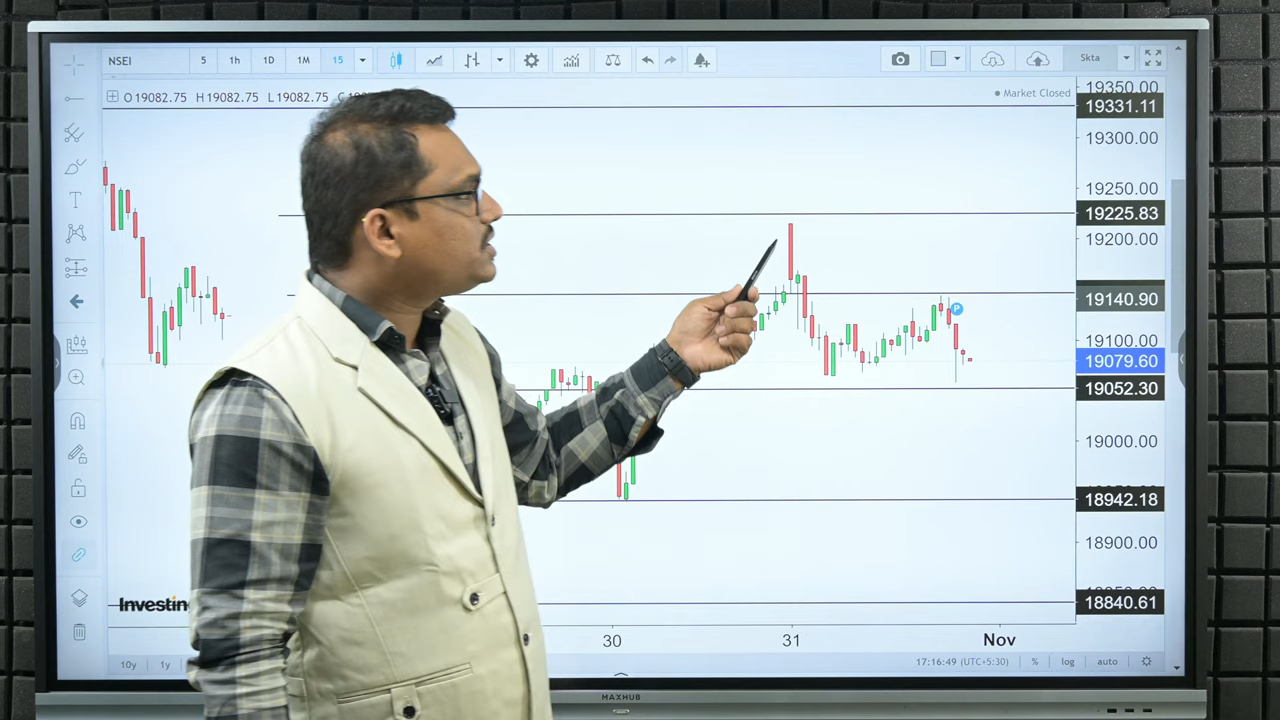 NSEI 5 1h 1D 1M 15 Skta
O 19082.75 H 19082.75 L 19082.75
Market Closed
19350.00
19331.11
19300.00
19250.00
19225.83
19200.00
19140.90
19100.00
19079.60
19052.30
19000.00
18942.18
18900.00
18840.61
Investin
30 31 Nov
10y 1y 17:16:49 (UTC+5:30) % log auto
MAXHUB
T
P